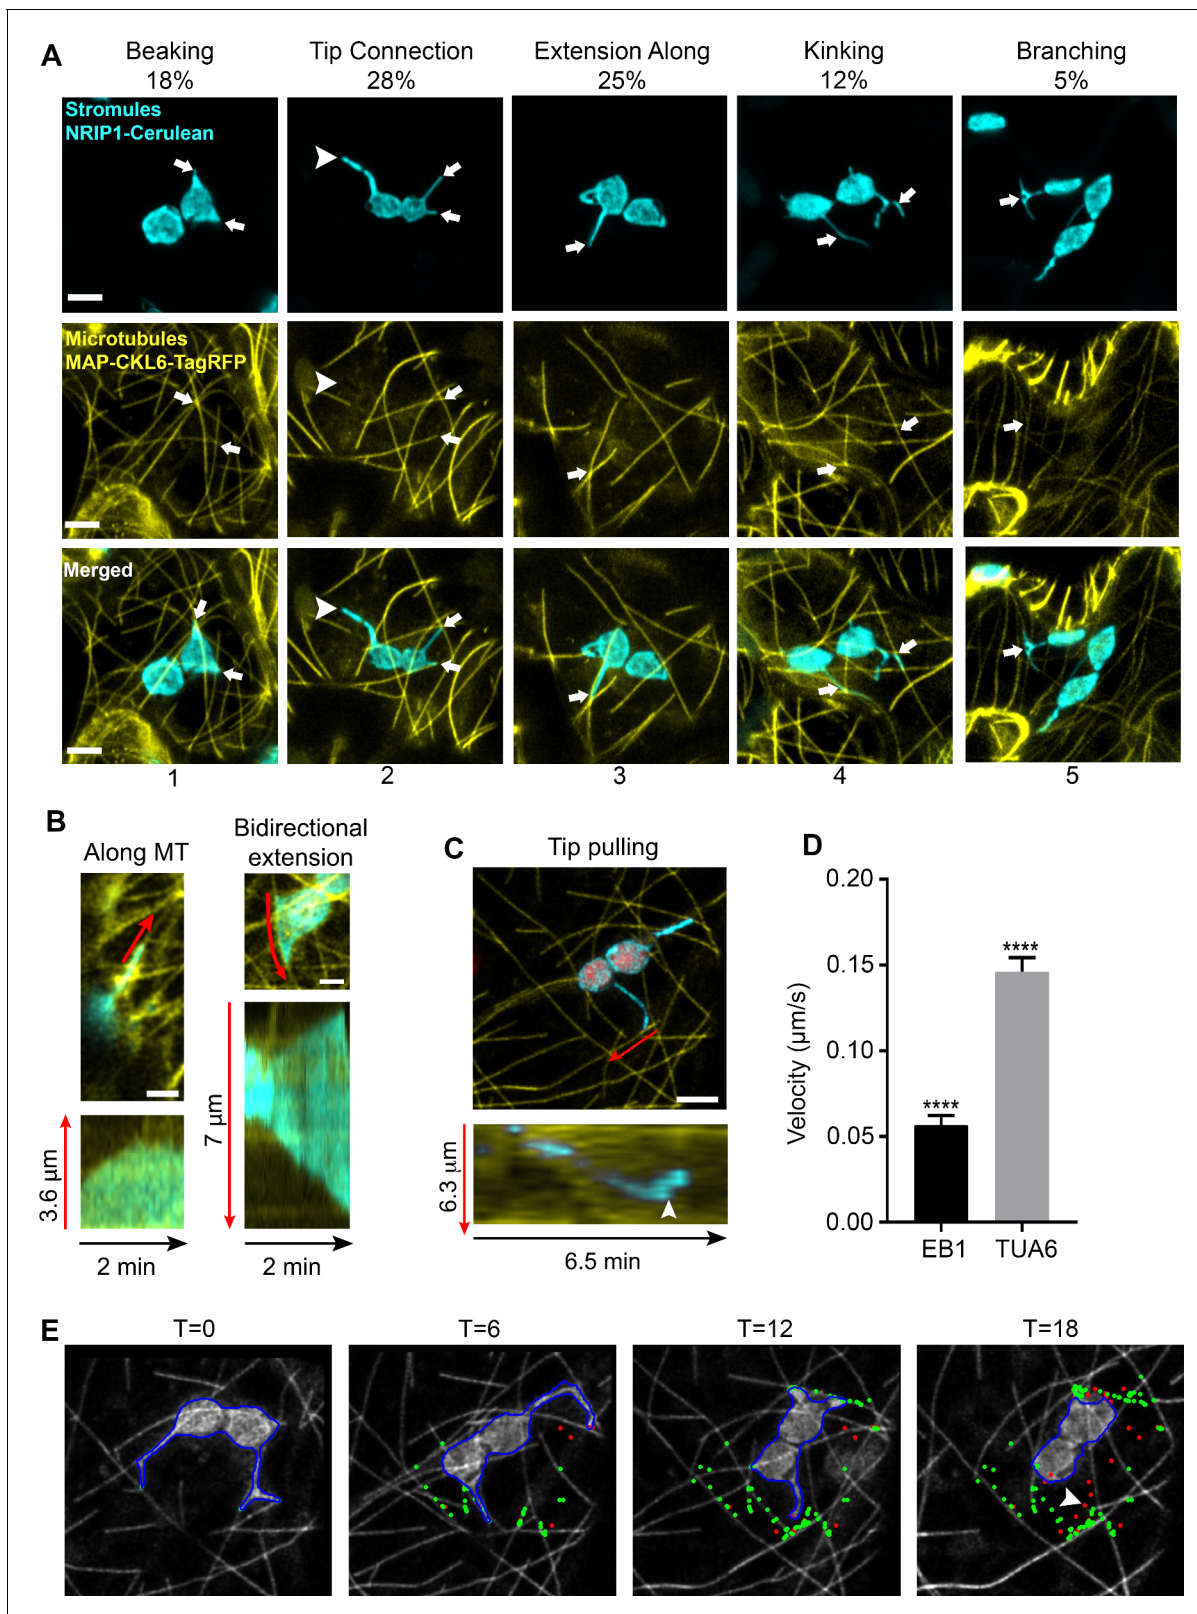 A
Beaking
18%
Tip Connection
28%
Extension Along
25%
Kinking
12%
Branching
5%
Stromules
NRIP1-Cerulean
Microtubules
MAP-CKL6-TagRFP
Merged
1
2
3
4
5
B
Along MT
3.6 µm
2 min
Bidirectional
extension
7 µm
2 min
C
Tip pulling
6.3 µm
6.5 min
D
Velocity (µm/s)
0.20
0.15
0.10
0.05
0.00
****
****
EB1
TUA6
E
T=0
T=6
T=12
T=18